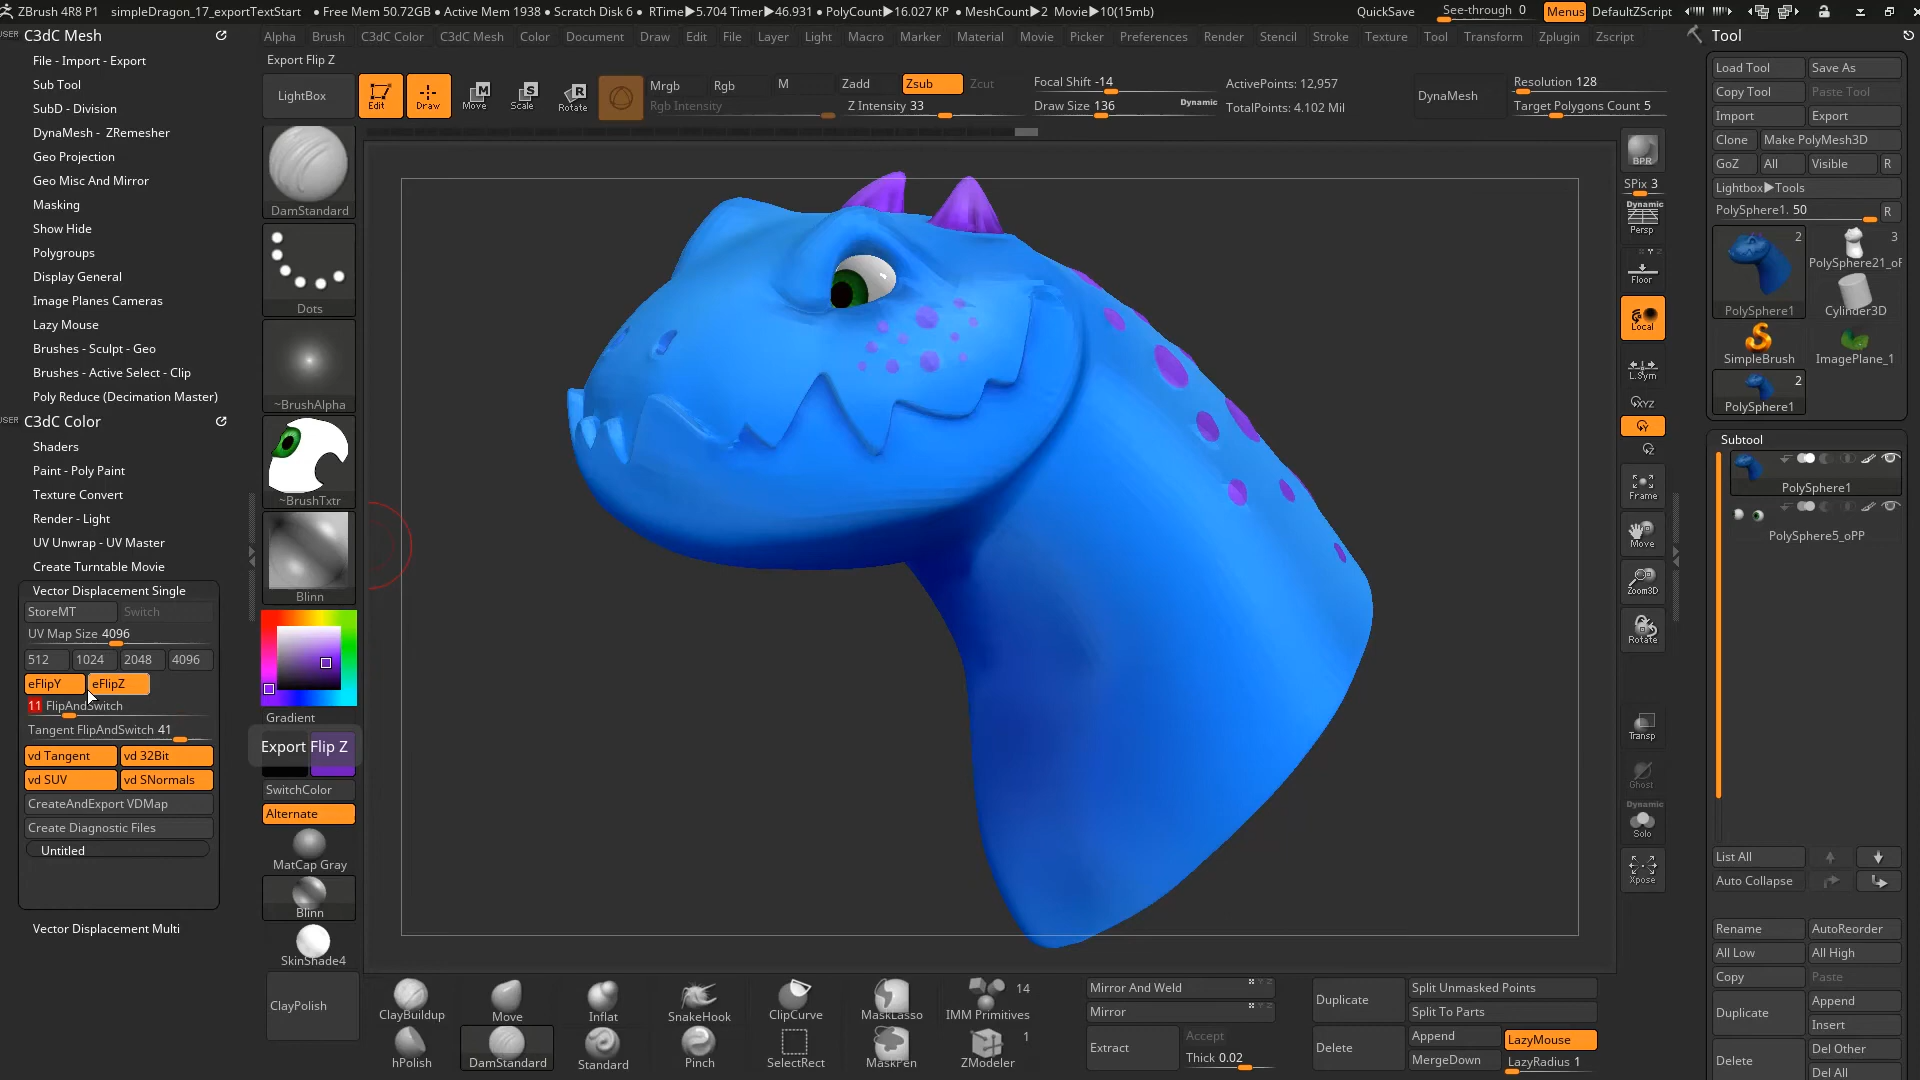 ZBrush 4R8 P1 simpleDragon_17_exportTextStart ● Free Mem 50.72GB ● Active Mem 1938 ● Scratch Disk 6 ● RTime▶5.704 Timer▶46.931 ● PolyCount▶16.027 KP ● MeshCount▶2 Movie▶10(15mb) QuickSave See-through 0 Menus DefaultZScript
USER C3dC Mesh
File - Import - Export
Sub Tool
SubD - Division
DynaMesh - ZRemesher
Geo Projection
Geo Misc And Mirror
Masking
Show Hide
Polygroups
Display General
Image Planes Cameras
Lazy Mouse
Brushes - Sculpt - Geo
Brushes - Active Select - Clip
Poly Reduce (Decimation Master)
USER C3dC Color
Shaders
Paint - Poly Paint
Texture Convert
Render - Light
UV Unwrap - UV Master
Create Turntable Movie
Vector Displacement Single
StoreMT Switch
UV Map Size 4096
512 1024 2048 4096
eFlipY eFlipZ
11 FlipAndSwitch
Tangent FlipAndSwitch 41
vd Tangent vd 32Bit
vd SUV vd SNormals
CreateAndExport VDMap
Create Diagnostic Files
Untitled
Vector Displacement Multi
Alpha Brush C3dC Color C3dC Mesh Color Document Draw Edit File Layer Light Macro Marker Material Movie Picker Preferences Render Stencil Stroke Texture Tool Transform Zplugin Zscript
Export Flip Z
LightBox
Edit Draw Move Scale Rotate
Mrgb Rgb M Zadd Zsub Zcut
Rgb Intensity Z Intensity 33
Focal Shift -14
Draw Size 136 Dynamic
ActivePoints: 12,957
TotalPoints: 4.102 Mil
DynaMesh
Resolution 128
Target Polygons Count 5
DamStandard
Dots
~BrushAlpha
~BrushTxtr
Blinn
Gradient
Export Flip Z
SwitchColor
Alternate
MatCap Gray
Blinn
SkinShade4
ClayPolish
BPR
SPix 3
Dynamic
Persp
Floor
Local
L.Sym
XYZ
Y
Z
Frame
Move
Zoom3D
Rotate
Transp
Ghost
Dynamic
Solo
Xpose
ClayBuildup Move Inflat SnakeHook ClipCurve MaskLasso IMM Primitives 14
hPolish DamStandard Standard Pinch SelectRect MaskPen ZModeler 1
Mirror And Weld
Mirror
Extract Accept
Thick 0.02
Duplicate
Delete
Split Unmasked Points
Split To Parts
Append LazyMouse
MergeDown LazyRadius 1
Tool
Load Tool Save As
Copy Tool Paste Tool
Import Export
Clone Make PolyMesh3D
GoZ All Visible R
Lightbox▶Tools
PolySphere1. 50 R
2 3
PolySphere21_oF
PolySphere1 Cylinder3D
SimpleBrush ImagePlane_1
2
PolySphere1
Subtool
PolySphere1
PolySphere5_oPP
List All
Auto Collapse
Rename AutoReorder
All Low All High
Copy Paste
Duplicate Append
Insert
Delete Del Other
Del All